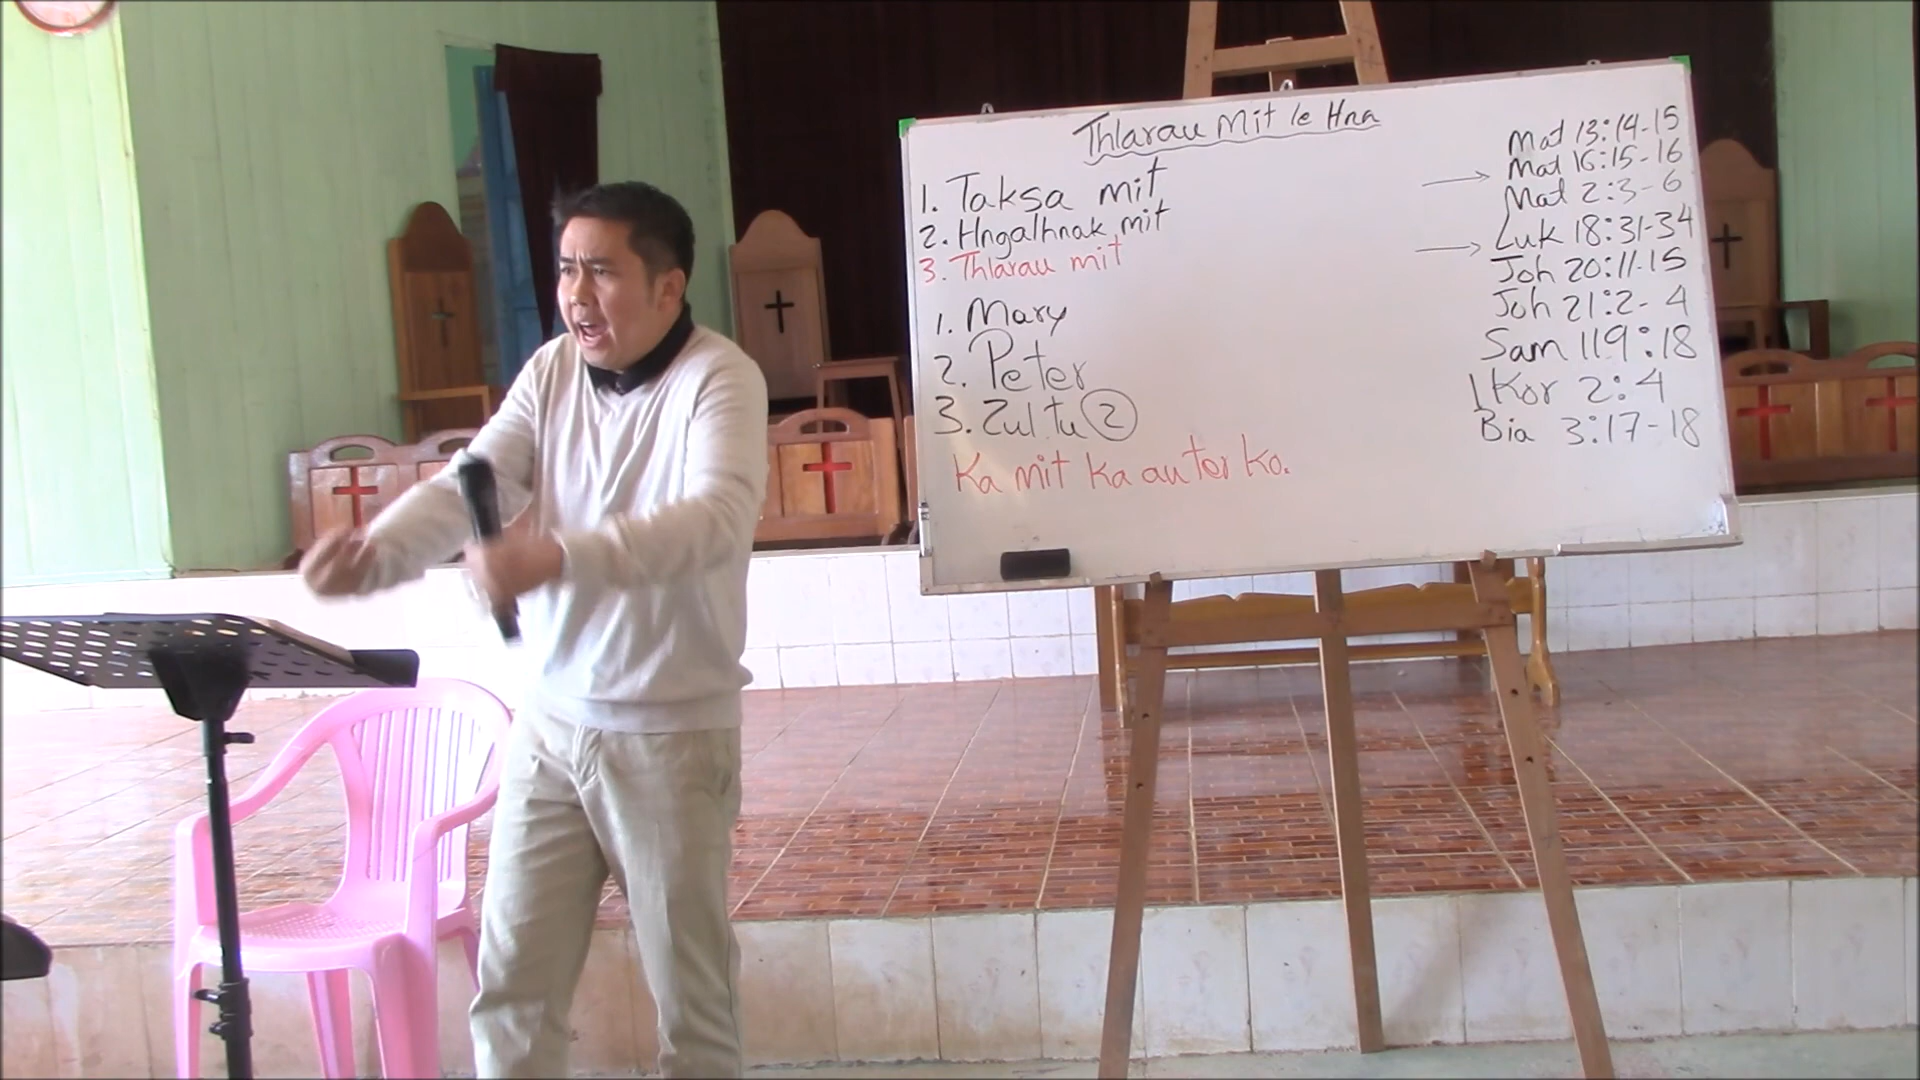 Thlarau Mit le Hna
1. Taksa mit
2. Hngalhnak mit
3. Thlarau mit
1. Mary
2. Peter
3. Zul tu 2
Ka mit ka au ter ko.
Mat 13:14-15
Mat 16:15-16
Mat 2:3-6
Luk 18:31-34
Joh 20:11-15
Joh 21:2-4
Sam 119:18
1 Kor 2:4
Bia 3:17-18